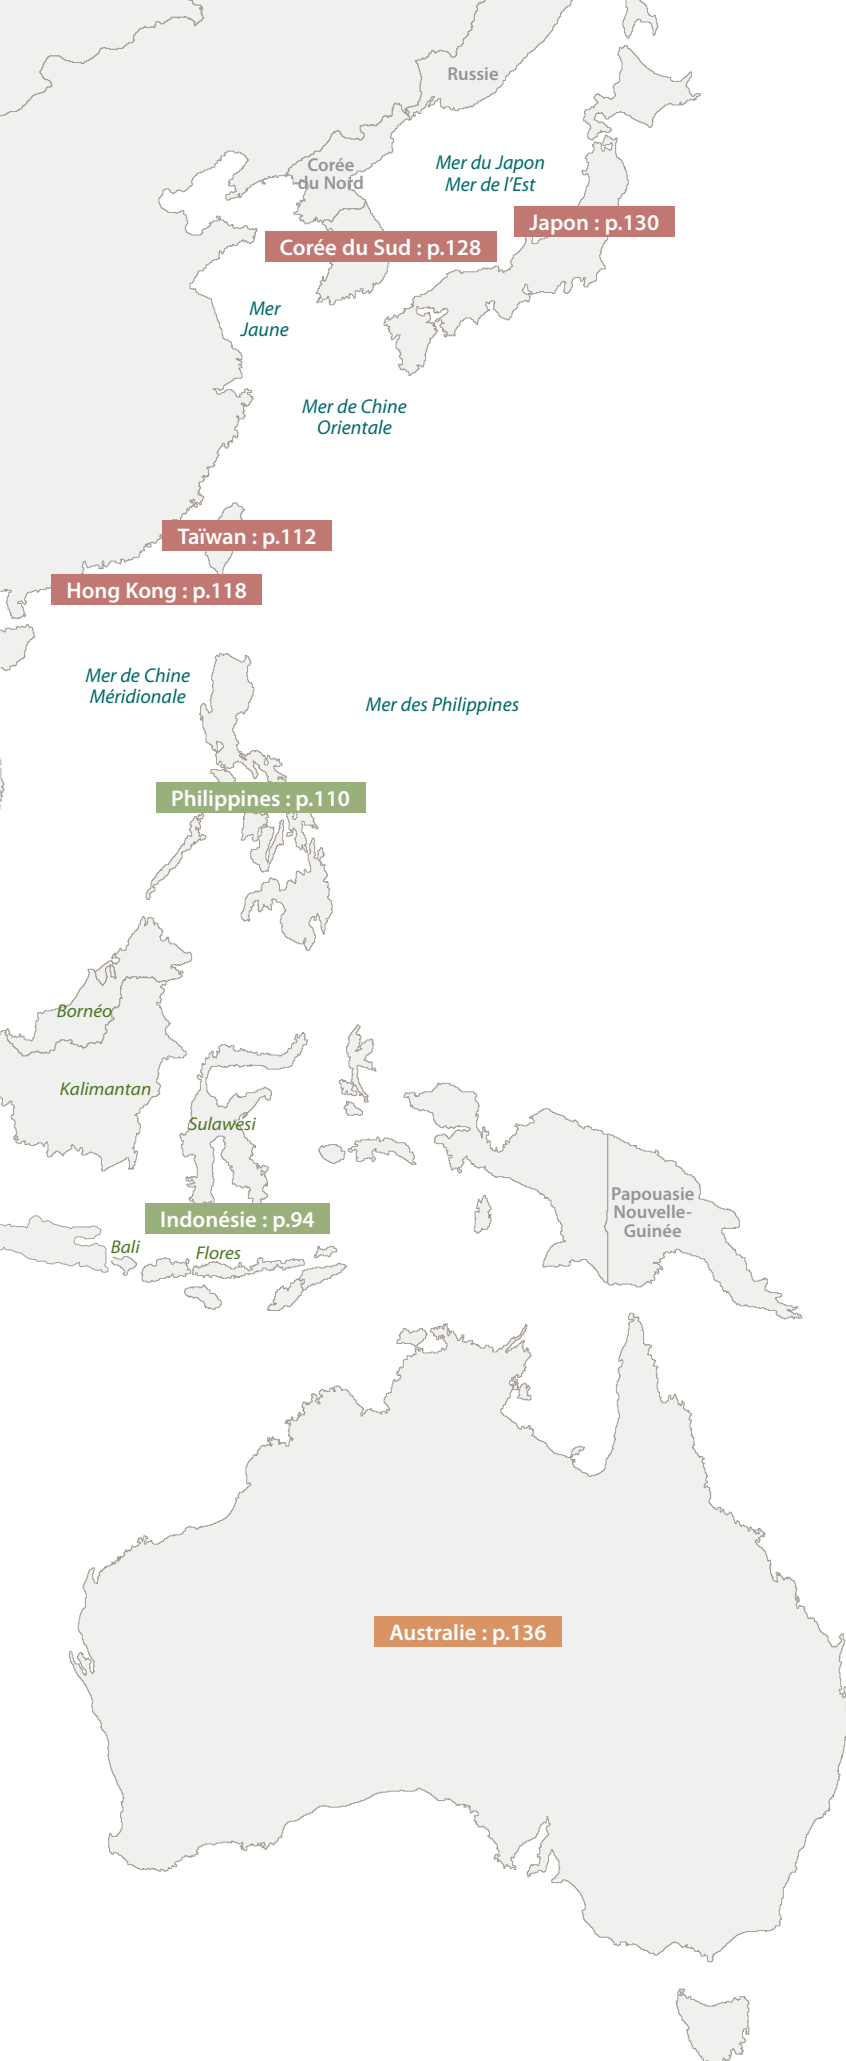 Russie
Corée
du Nord
Mer du Japon
Mer de l'Est
Japon : p.130
Corée du Sud : p.128
Mer
Jaune
Mer de Chine
Orientale
Taïwan : p.112
Hong Kong : p.118
Mer de Chine
Méridionale
Mer des Philippines
Philippines : p.110
Bornéo
Kalimantan
Sulawesi
Papouasie
Nouvelle-
Guinée
Indonésie : p.94
Bali
Flores
Australie : p.136